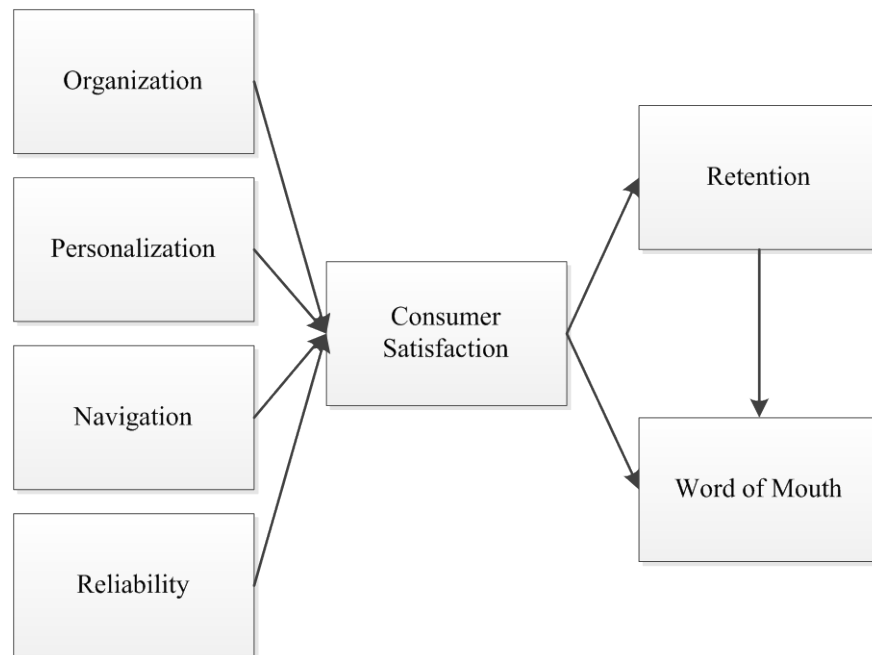 Organization
Personalization
Navigation
Reliability
Consumer
Satisfaction
Retention
Word of Mouth